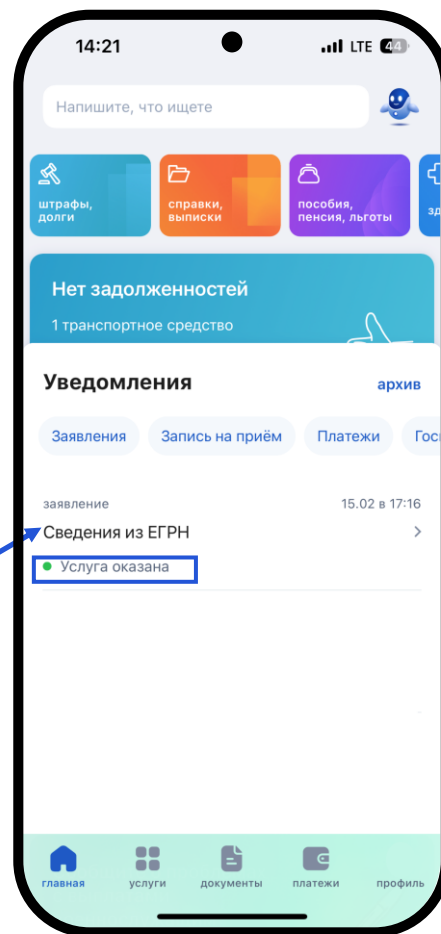 14:21
LTE 44
Напишите, что ищете
штрафы,
долги
справки,
выписки
пособия,
пенсия, льготы
Нет задолженностей
1 транспортное средство
Уведомления
архив
Заявления
Запись на приём
Платежи
заявление
15.02 в 17:16
Сведения из ЕГРН
Услуга оказана
главная
услуги
документы
платежи
профиль